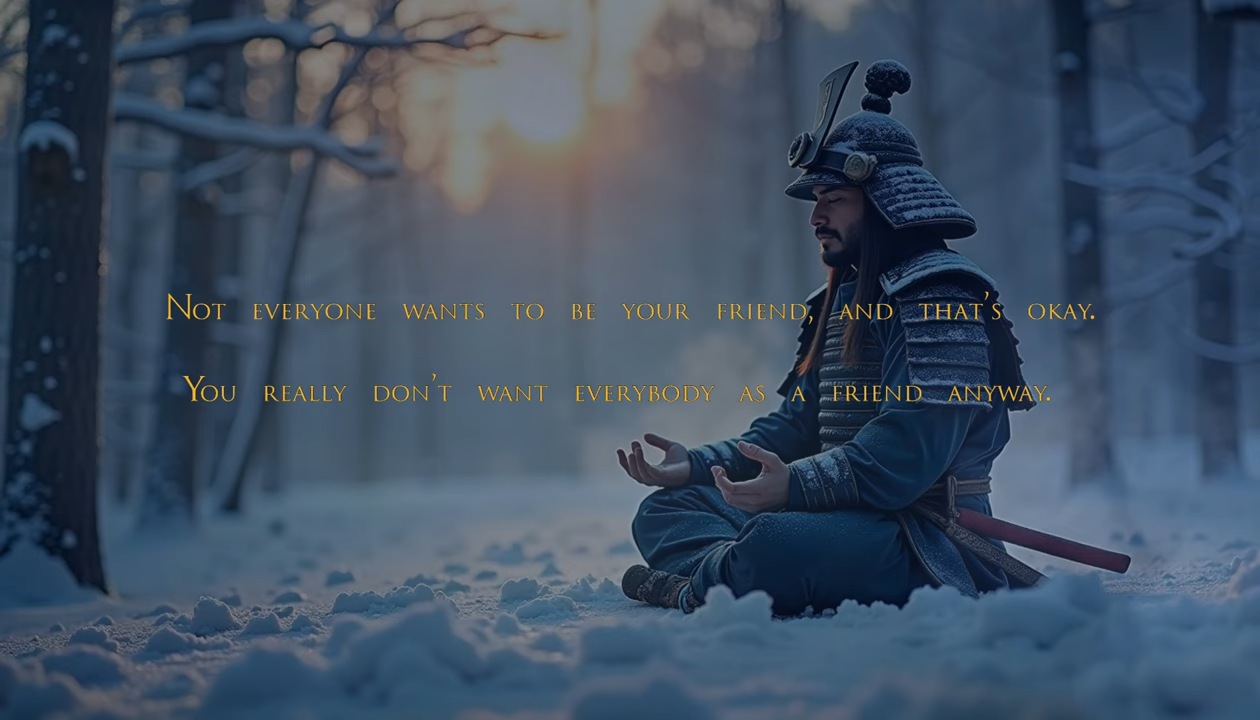 Not everyone wants to be your friend, and that's okay.
You really don't want everybody as a friend anyway.